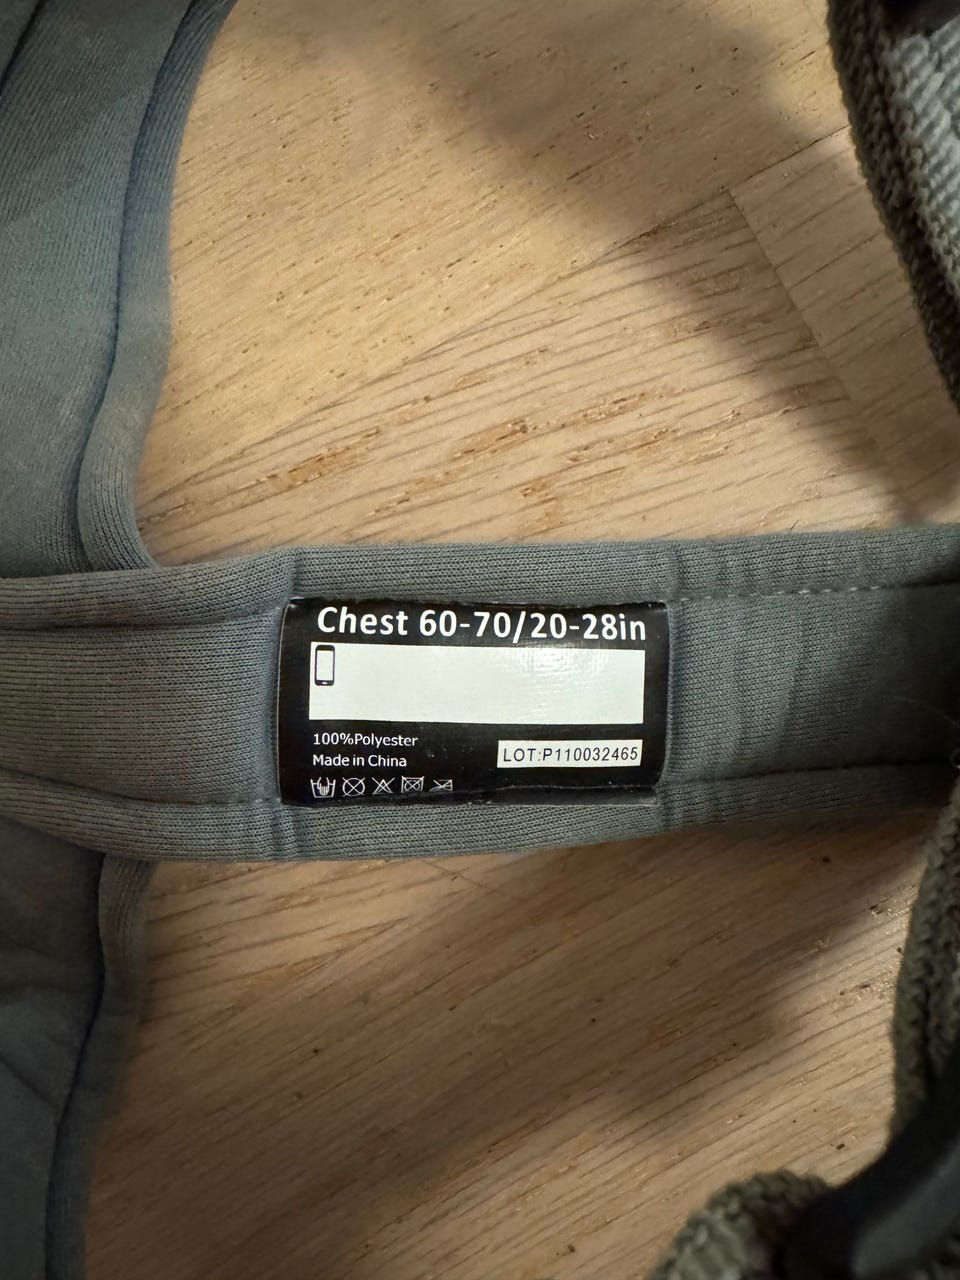 Chest 60-70/20-28in
100%Polyester
Made in China
LOT:P110032465